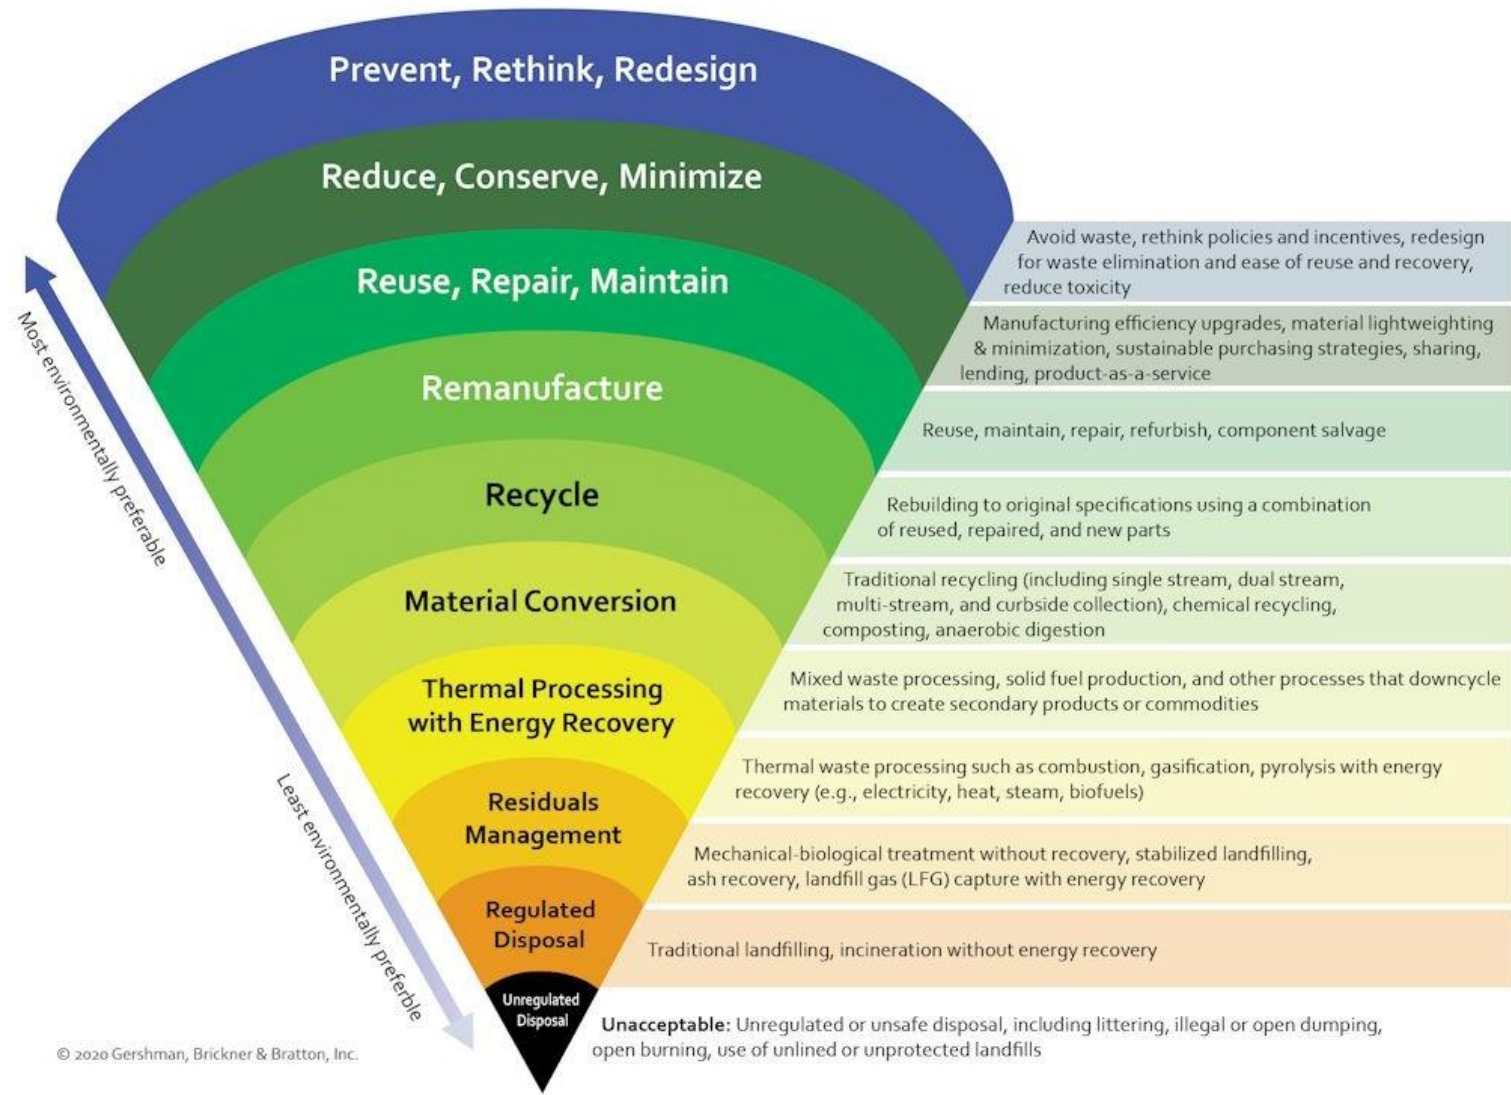 Prevent, Rethink, Redesign
Reduce, Conserve, Minimize
Reuse, Repair, Maintain
Remanufacture
Recycle
Material Conversion
Thermal Processing
with Energy Recovery
Residuals
Management
Regulated
Disposal
Unregulated
Disposal
Most environmentally preferable
Least environmentally preferble
Avoid waste, rethink policies and incentives, redesign
for waste elimination and ease of reuse and recovery,
reduce toxicity
Manufacturing efficiency upgrades, material lightweighting
& minimization, sustainable purchasing strategies, sharing,
lending, product-as-a-service
Reuse, maintain, repair, refurbish, component salvage
Rebuilding to original specifications using a combination
of reused, repaired, and new parts
Traditional recycling (including single stream, dual stream,
multi-stream, and curbside collection), chemical recycling,
composting, anaerobic digestion
Mixed waste processing, solid fuel production, and other processes that downcycle
materials to create secondary products or commodities
Thermal waste processing such as combustion, gasification, pyrolysis with energy
recovery (e.g., electricity, heat, steam, biofuels)
Mechanical-biological treatment without recovery, stabilized landfilling,
ash recovery, landfill gas (LFG) capture with energy recovery
Traditional landfilling, incineration without energy recovery
Unacceptable: Unregulated or unsafe disposal, including littering, illegal or open dumping,
open burning, use of unlined or unprotected landfills
© 2020 Gershman, Brickner & Bratton, Inc.